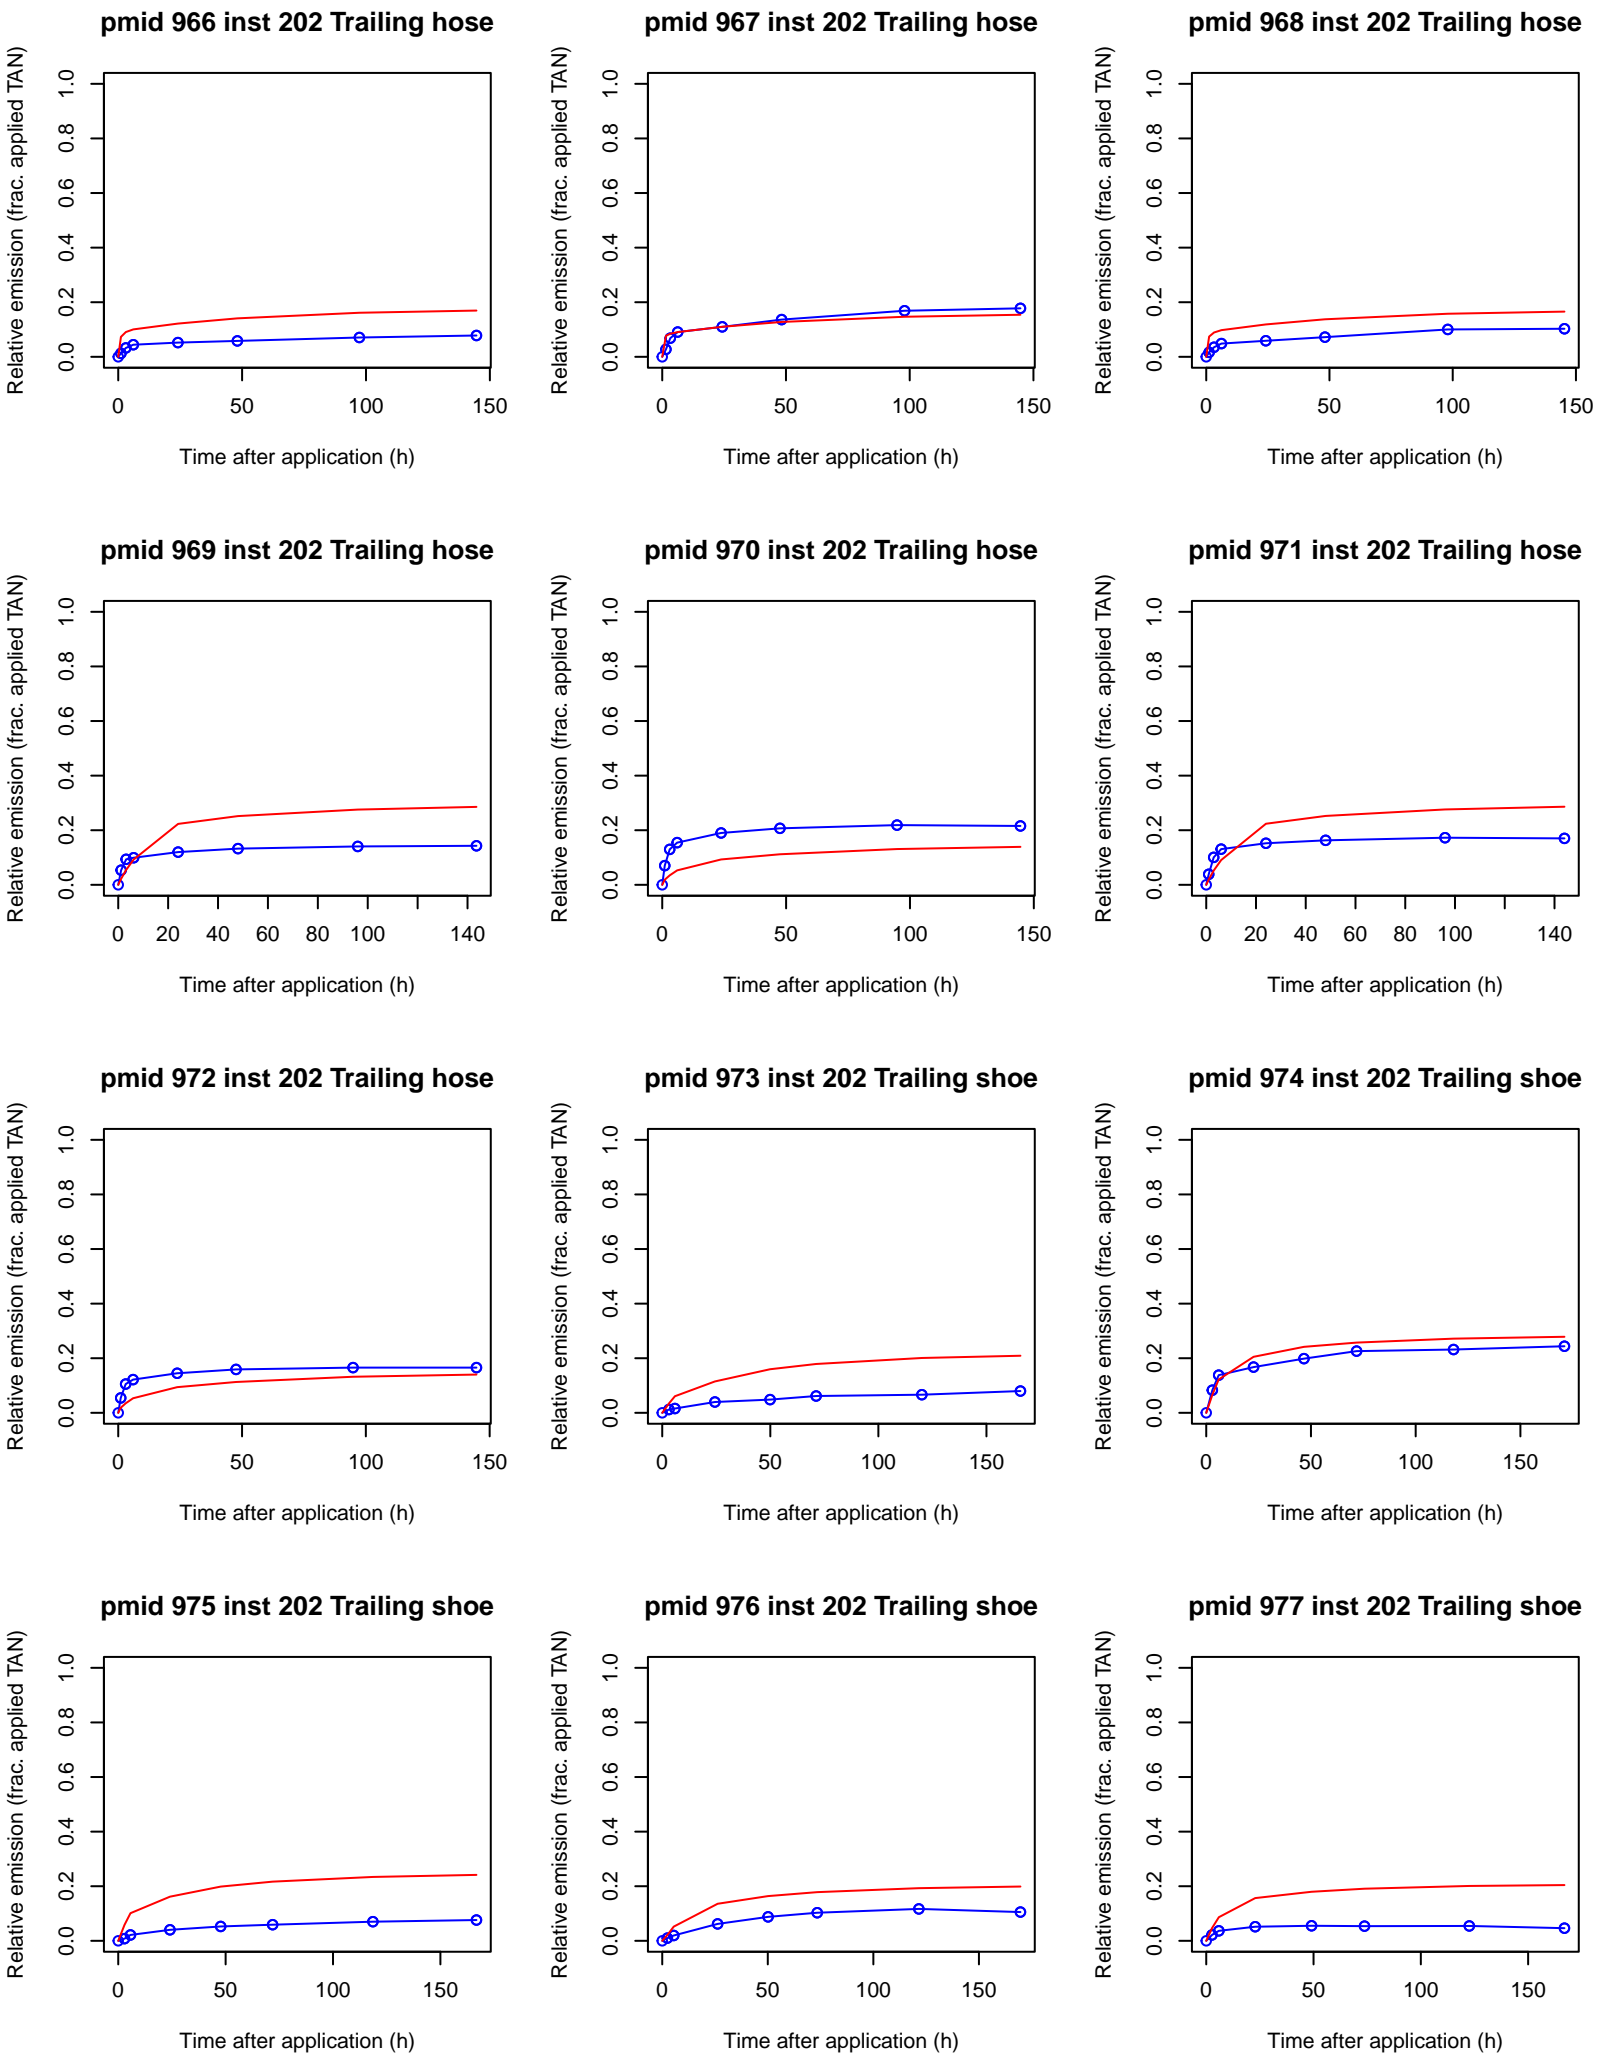 pmid 966 inst 202 Trailing hose
Relative emission (frac. applied TAN)
0.0 0.2 0.4 0.6 0.8 1.0
0 50 100 150
Time after application (h)
pmid 967 inst 202 Trailing hose
Relative emission (frac. applied TAN)
0.0 0.2 0.4 0.6 0.8 1.0
0 50 100 150
Time after application (h)
pmid 968 inst 202 Trailing hose
Relative emission (frac. applied TAN)
0.0 0.2 0.4 0.6 0.8 1.0
0 50 100 150
Time after application (h)
pmid 969 inst 202 Trailing hose
Relative emission (frac. applied TAN)
0.0 0.2 0.4 0.6 0.8 1.0
0 20 40 60 80 100 140
Time after application (h)
pmid 970 inst 202 Trailing hose
Relative emission (frac. applied TAN)
0.0 0.2 0.4 0.6 0.8 1.0
0 50 100 150
Time after application (h)
pmid 971 inst 202 Trailing hose
Relative emission (frac. applied TAN)
0.0 0.2 0.4 0.6 0.8 1.0
0 20 40 60 80 100 140
Time after application (h)
pmid 972 inst 202 Trailing hose
Relative emission (frac. applied TAN)
0.0 0.2 0.4 0.6 0.8 1.0
0 50 100 150
Time after application (h)
pmid 973 inst 202 Trailing shoe
Relative emission (frac. applied TAN)
0.0 0.2 0.4 0.6 0.8 1.0
0 50 100 150
Time after application (h)
pmid 974 inst 202 Trailing shoe
Relative emission (frac. applied TAN)
0.0 0.2 0.4 0.6 0.8 1.0
0 50 100 150
Time after application (h)
pmid 975 inst 202 Trailing shoe
Relative emission (frac. applied TAN)
0.0 0.2 0.4 0.6 0.8 1.0
0 50 100 150
Time after application (h)
pmid 976 inst 202 Trailing shoe
Relative emission (frac. applied TAN)
0.0 0.2 0.4 0.6 0.8 1.0
0 50 100 150
Time after application (h)
pmid 977 inst 202 Trailing shoe
Relative emission (frac. applied TAN)
0.0 0.2 0.4 0.6 0.8 1.0
0 50 100 150
Time after application (h)